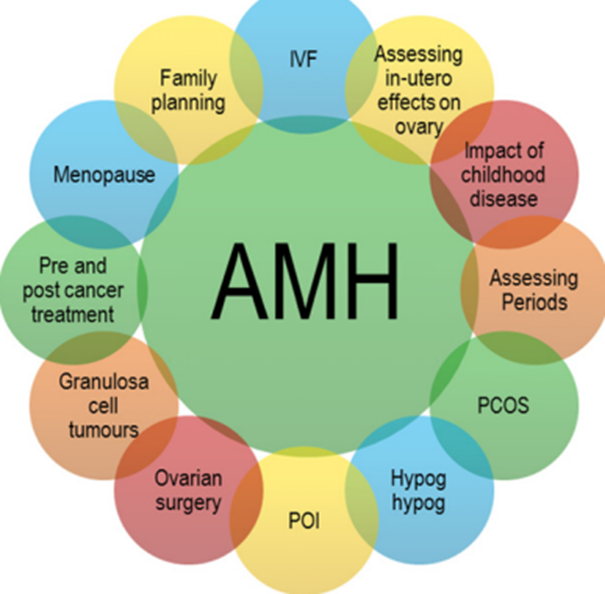 IVF
Assessing
in-utero
effects on
ovary
Impact of
childhood
disease
Assessing
Periods
PCOS
Hypog
hypog
POI
Ovarian
surgery
Granulosa
cell
tumours
Pre and
post cancer
treatment
Menopause
Family
planning
AMH